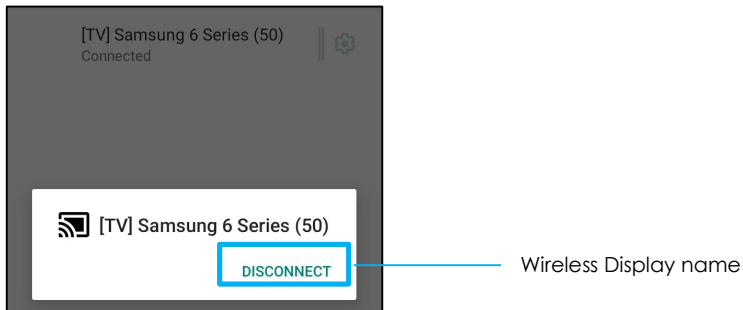 [TV] Samsung 6 Series (50)
Connected
[TV] Samsung 6 Series (50)
DISCONNECT
Wireless Display name